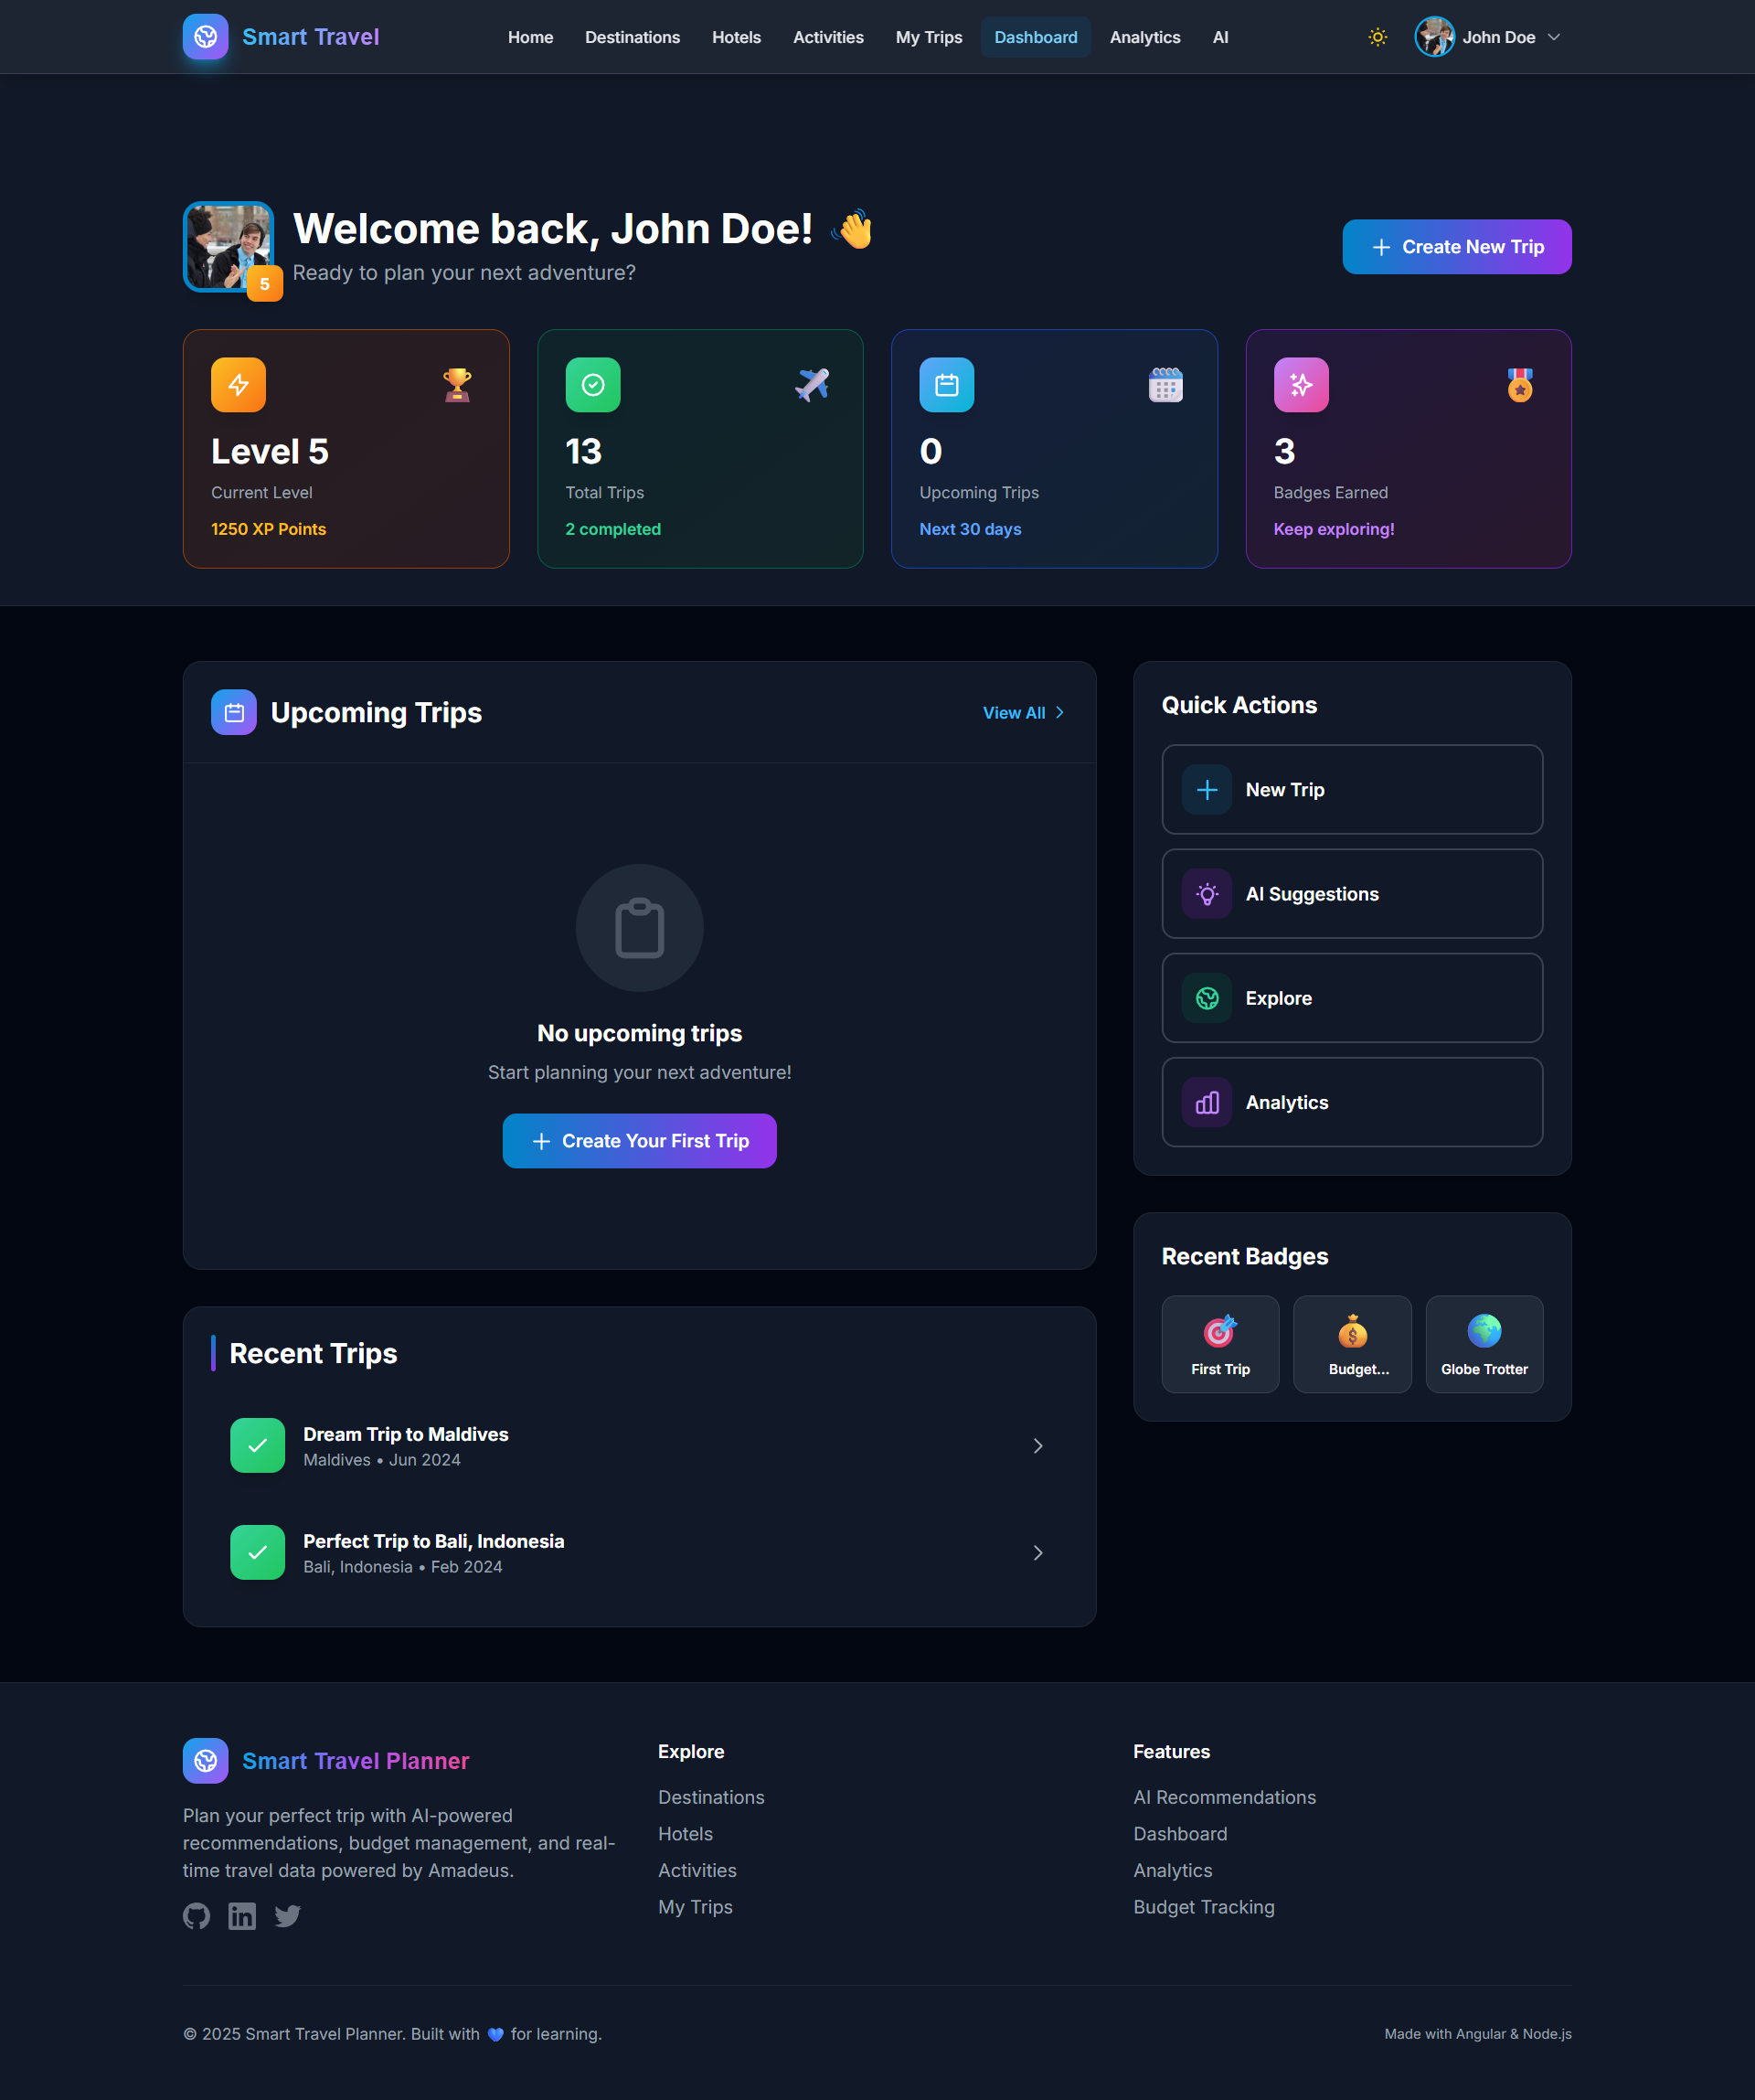 Smart Travel
Home Destinations Hotels Activities My Trips Dashboard Analytics AI
John Doe
Welcome back, John Doe! 👋
Ready to plan your next adventure?
5
Create New Trip
Level 5
Current Level
1250 XP Points
13
Total Trips
2 completed
0
Upcoming Trips
Next 30 days
3
Badges Earned
Keep exploring!
Upcoming Trips
View All
No upcoming trips
Start planning your next adventure!
Create Your First Trip
Quick Actions
New Trip
AI Suggestions
Explore
Analytics
Recent Badges
First Trip
Budget...
Globe Trotter
Recent Trips
Dream Trip to Maldives
Maldives • Jun 2024
Perfect Trip to Bali, Indonesia
Bali, Indonesia • Feb 2024
Smart Travel Planner
Plan your perfect trip with AI-powered
recommendations, budget management, and real-
time travel data powered by Amadeus.
Explore
Destinations
Hotels
Activities
My Trips
Features
AI Recommendations
Dashboard
Analytics
Budget Tracking
© 2025 Smart Travel Planner. Built with 💙 for learning.
Made with Angular & Node.js